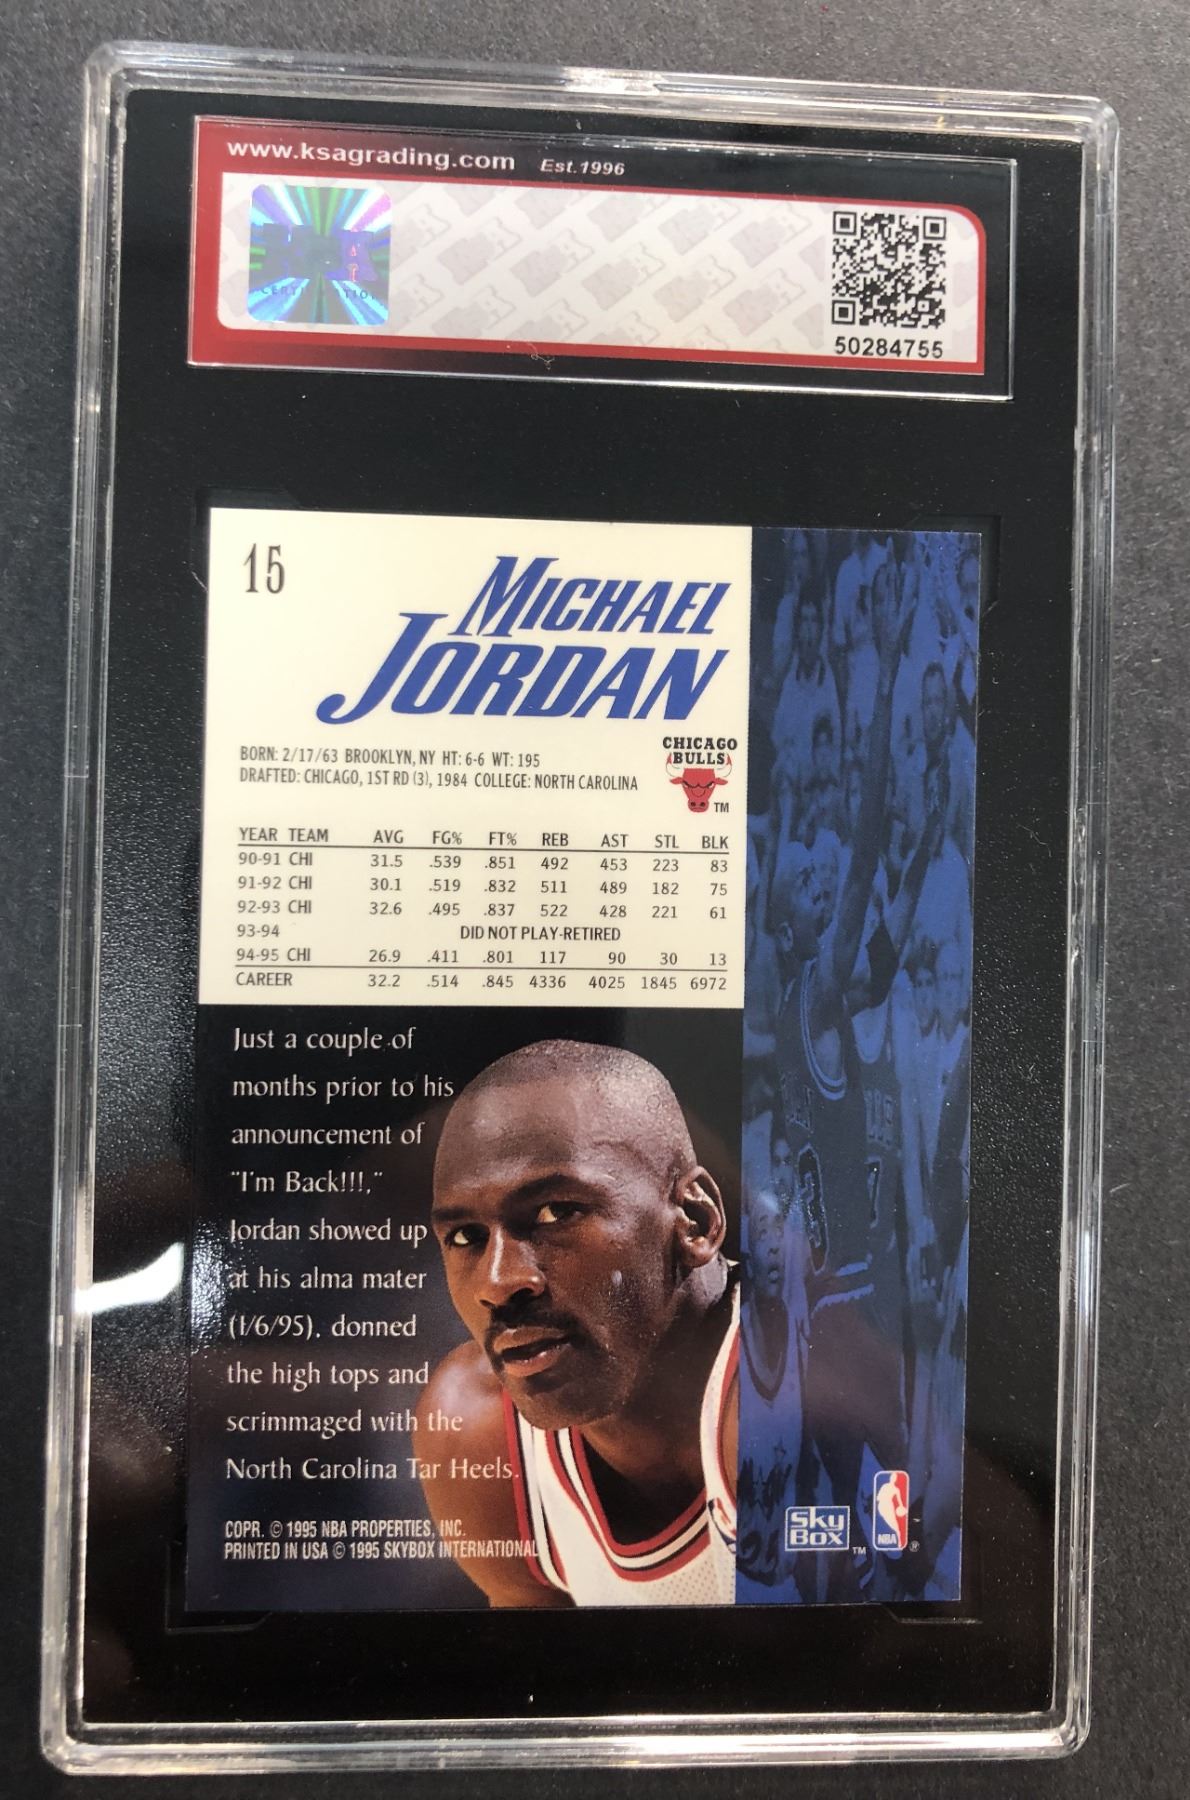 www.ksagrading.com Est.1996
50284755
15
MICHAEL
JORDAN
BORN: 2/17/63 BROOKLYN, NY HT: 6-6 WT: 195
DRAFTED: CHICAGO, 1ST RD (3), 1984 COLLEGE: NORTH CAROLINA
CHICAGO
BULLS
TM
YEAR TEAM AVG FG% FT% REB AST STL BLK
90-91 CHI 31.5 .539 .851 492 453 223 83
91-92 CHI 30.1 .519 .832 511 489 182 75
92-93 CHI 32.6 .495 .837 522 428 221 61
93-94 DID NOT PLAY-RETIRED
94-95 CHI 26.9 .411 .801 117 90 30 13
CAREER 32.2 .514 .845 4336 4025 1845 6972
Just a couple of
months prior to his
announcement of
"I'm Back!!!,"
Jordan showed up
at his alma mater
(1/6/95), donned
the high tops and
scrimmaged with the
North Carolina Tar Heels.
COPR. © 1995 NBA PROPERTIES, INC.
PRINTED IN USA © 1995 SKYBOX INTERNATIONAL
SKY
BOX TM
NBA ®